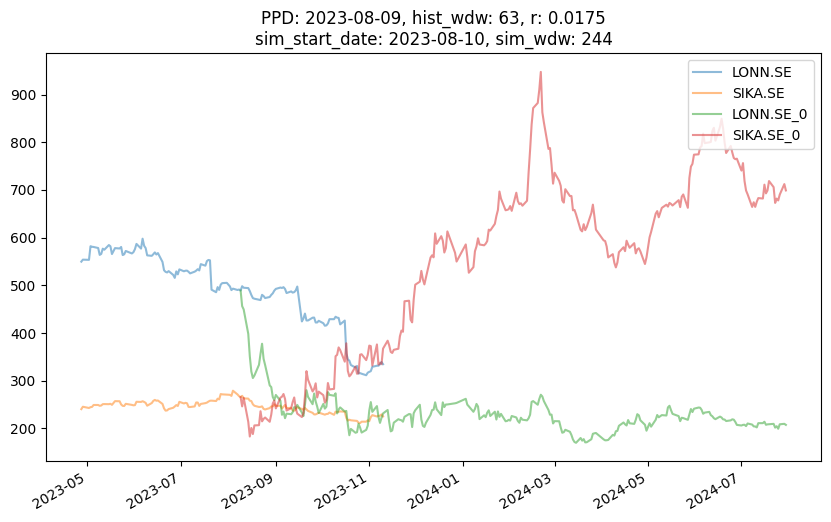 PPD: 2023-08-09, hist_wdw: 63, r: 0.0175
sim_start_date: 2023-08-10, sim_wdw: 244
LONN.SE
SIKA.SE
LONN.SE_0
SIKA.SE_0
900
800
700
600
500
400
300
200
2023-05
2023-07
2023-09
2023-11
2024-01
2024-03
2024-05
2024-07